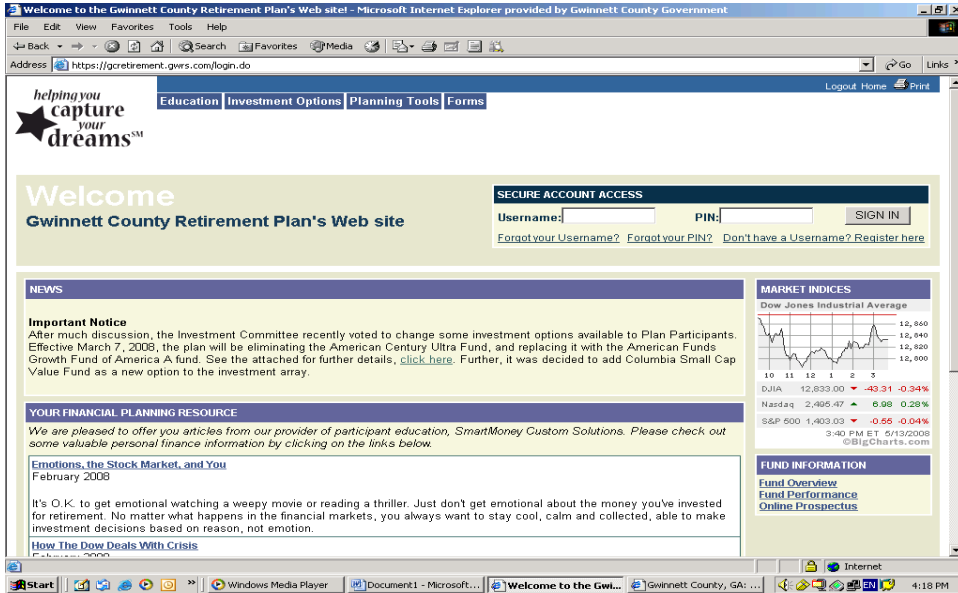 Welcome to the Gwinnett County Retirement Plan's Web site! - Microsoft Internet Explorer provided by Gwinnett County Government
File Edit View Favorites Tools Help
Back Search Favorites Media
Address https://gcretirement.gwrs.com/login.do Go Links
Logout Home Print
helping you
capture
your
dreams℠
Education Investment Options Planning Tools Forms
Welcome
Gwinnett County Retirement Plan's Web site
SECURE ACCOUNT ACCESS
Username: PIN: SIGN IN
Forgot your Username? Forgot your PIN? Don't have a Username? Register here
NEWS
Important Notice
After much discussion, the Investment Committee recently voted to change some investment options available to Plan Participants.
Effective March 7, 2008, the plan will be eliminating the American Century Ultra Fund, and replacing it with the American Funds
Growth Fund of America A fund. See the attached for further details, click here. Further, it was decided to add Columbia Small Cap
Value Fund as a new option to the investment array.
YOUR FINANCIAL PLANNING RESOURCE
We are pleased to offer you articles from our provider of participant education, SmartMoney Custom Solutions. Please check out
some valuable personal finance information by clicking on the links below.
Emotions, the Stock Market, and You
February 2008
It's O.K. to get emotional watching a weepy movie or reading a thriller. Just don't get emotional about the money you've invested
for retirement. No matter what happens in the financial markets, you always want to stay cool, calm and collected, able to make
investment decisions based on reason, not emotion.
How The Dow Deals With Crisis
February 2008
MARKET INDICES
Dow Jones Industrial Average
12,860
12,840
12,820
12,800
10 11 12 1 2 3
DJIA 12,833.00 ▼ -43.31 -0.34%
Nasdaq 2,495.47 ▲ 6.98 0.28%
S&P 500 1,403.03 ▼ -0.55 -0.04%
3:40 PM ET 5/13/2008
©BigCharts.com
FUND INFORMATION
Fund Overview
Fund Performance
Online Prospectus
Internet
Start Windows Media Player Document1 - Microsoft... Welcome to the Gwi... Gwinnett County, GA: ... EN 4:18 PM